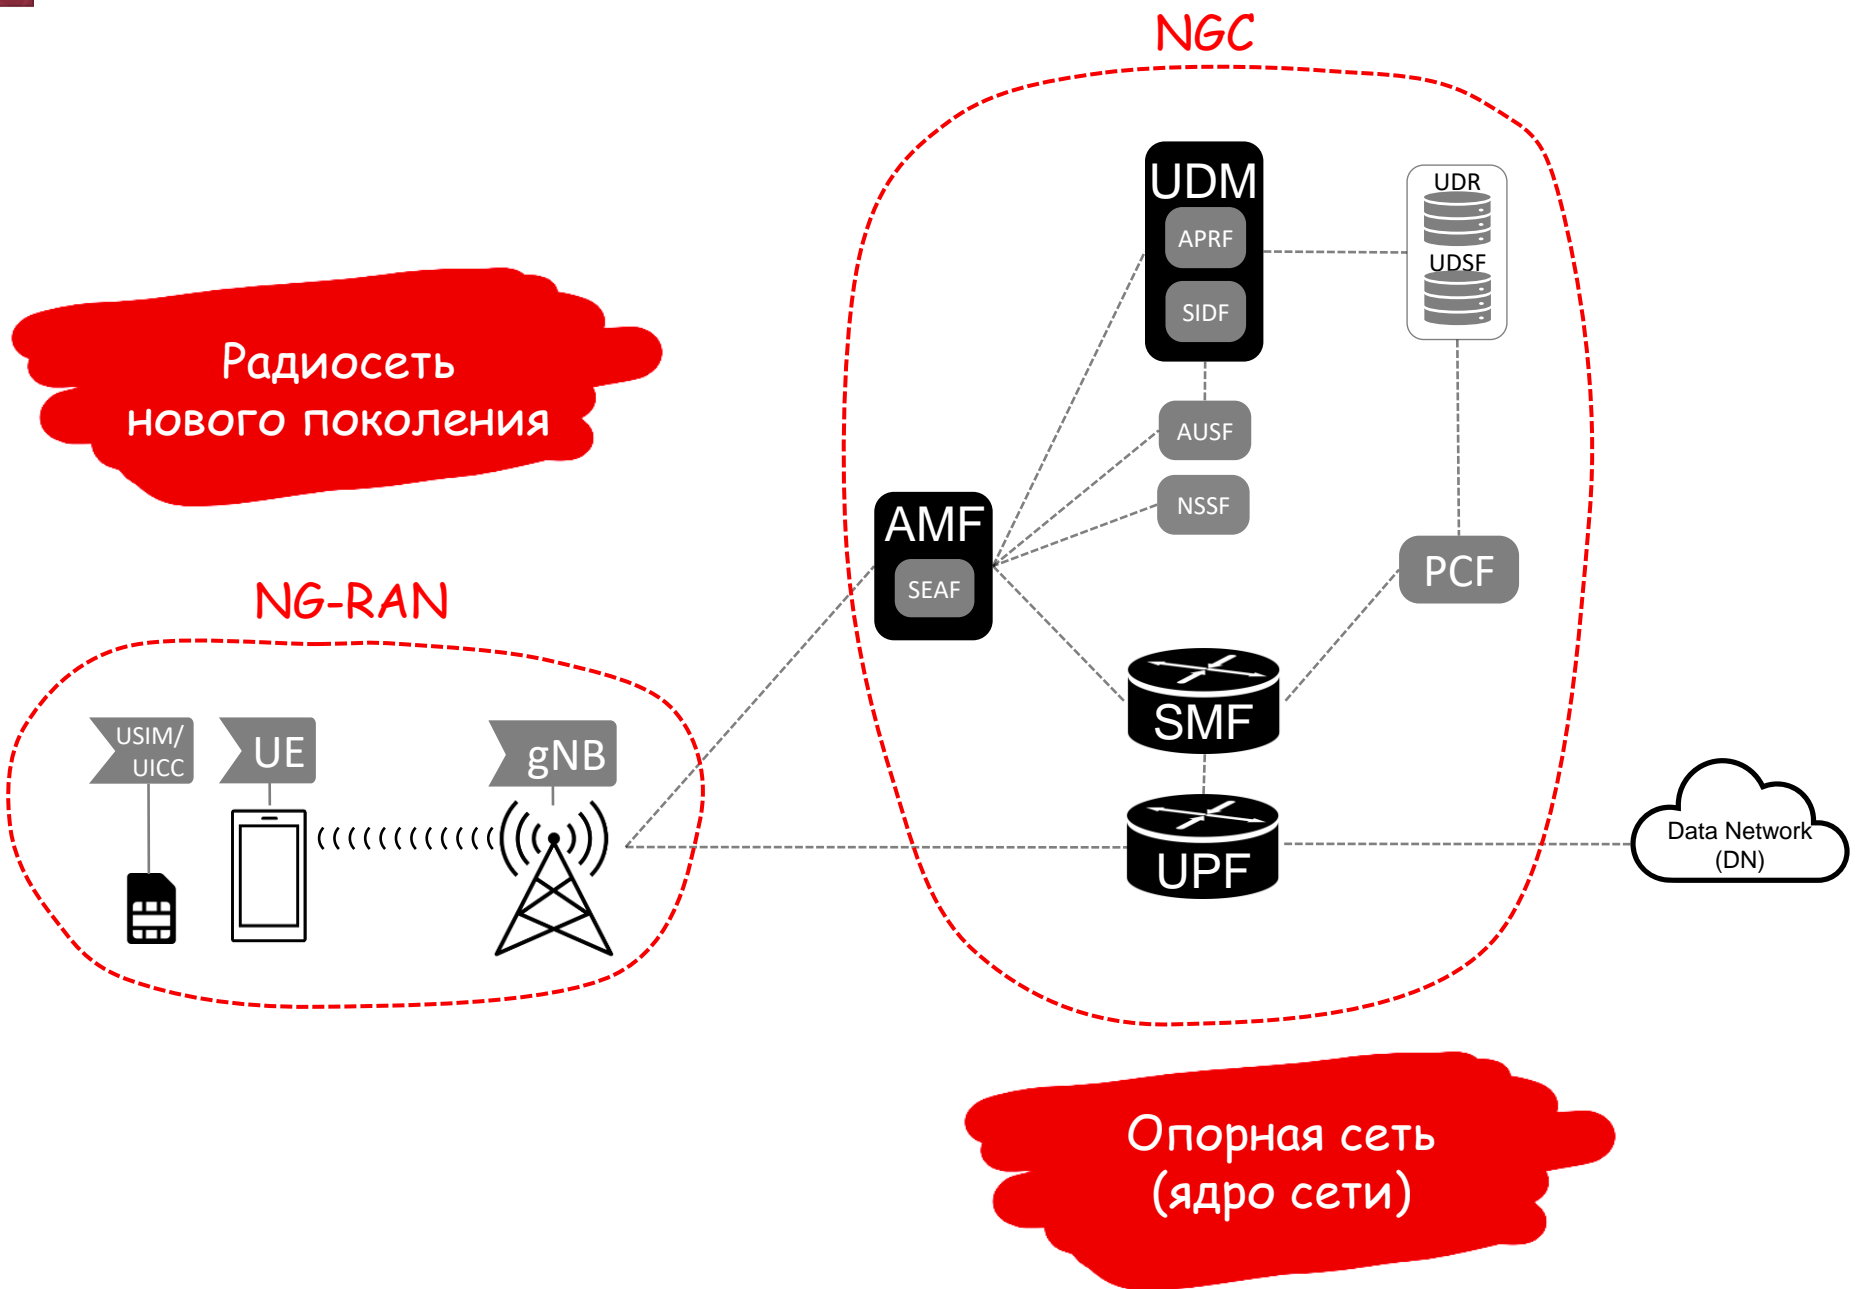 NGC
UDM
APRF
SIDF
UDR
UDSF
Радиосеть
нового поколения
AUSF
NSSF
AMF
SEAF
PCF
NG-RAN
USIM/
UICC
UE
gNB
SMF
UPF
Data Network
(DN)
Опорная сеть
(ядро сети)